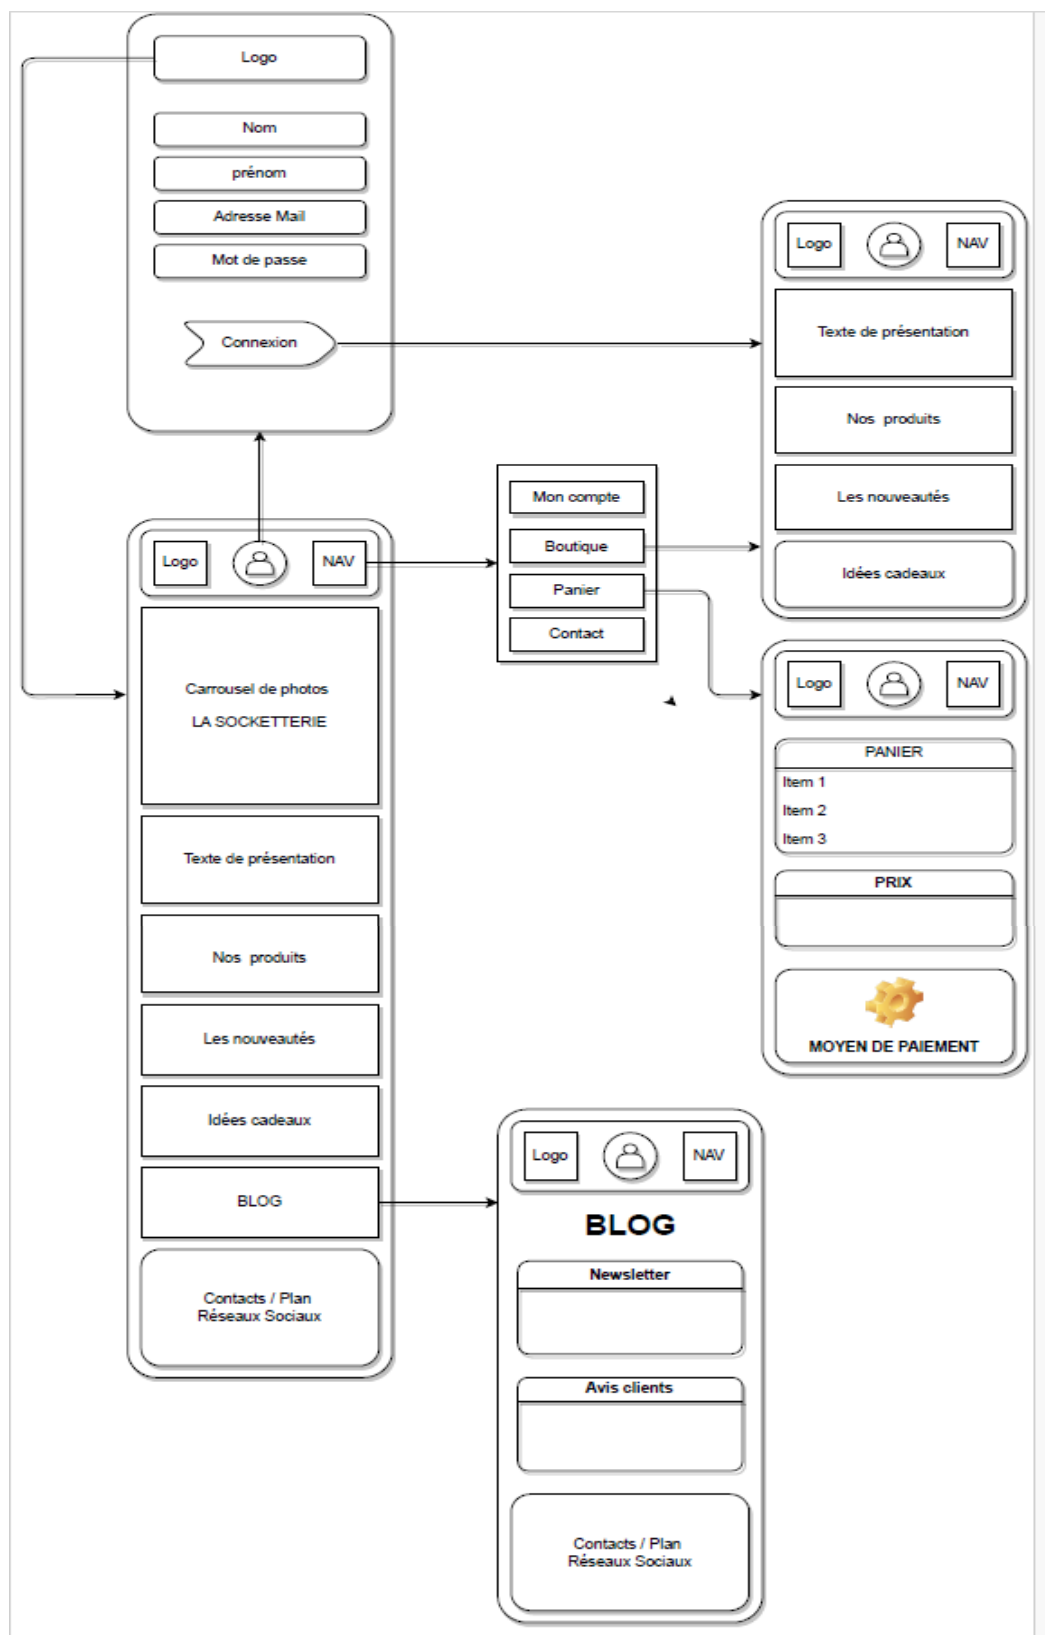 Logo
Nom
prénom
Adresse Mail
Mot de passe
Connexion
Logo
NAV
Texte de présentation
Nos produits
Les nouveautés
Idées cadeaux
Mon compte
Boutique
Panier
Contact
Logo
NAV
Carrousel de photos
LA SOCKETTERIE
Texte de présentation
Nos produits
Les nouveautés
Idées cadeaux
BLOG
Contacts / Plan
Réseaux Sociaux
Logo
NAV
PANIER
Item 1
Item 2
Item 3
PRIX
MOYEN DE PAIEMENT
Logo
NAV
BLOG
Newsletter
Avis clients
Contacts / Plan
Réseaux Sociaux